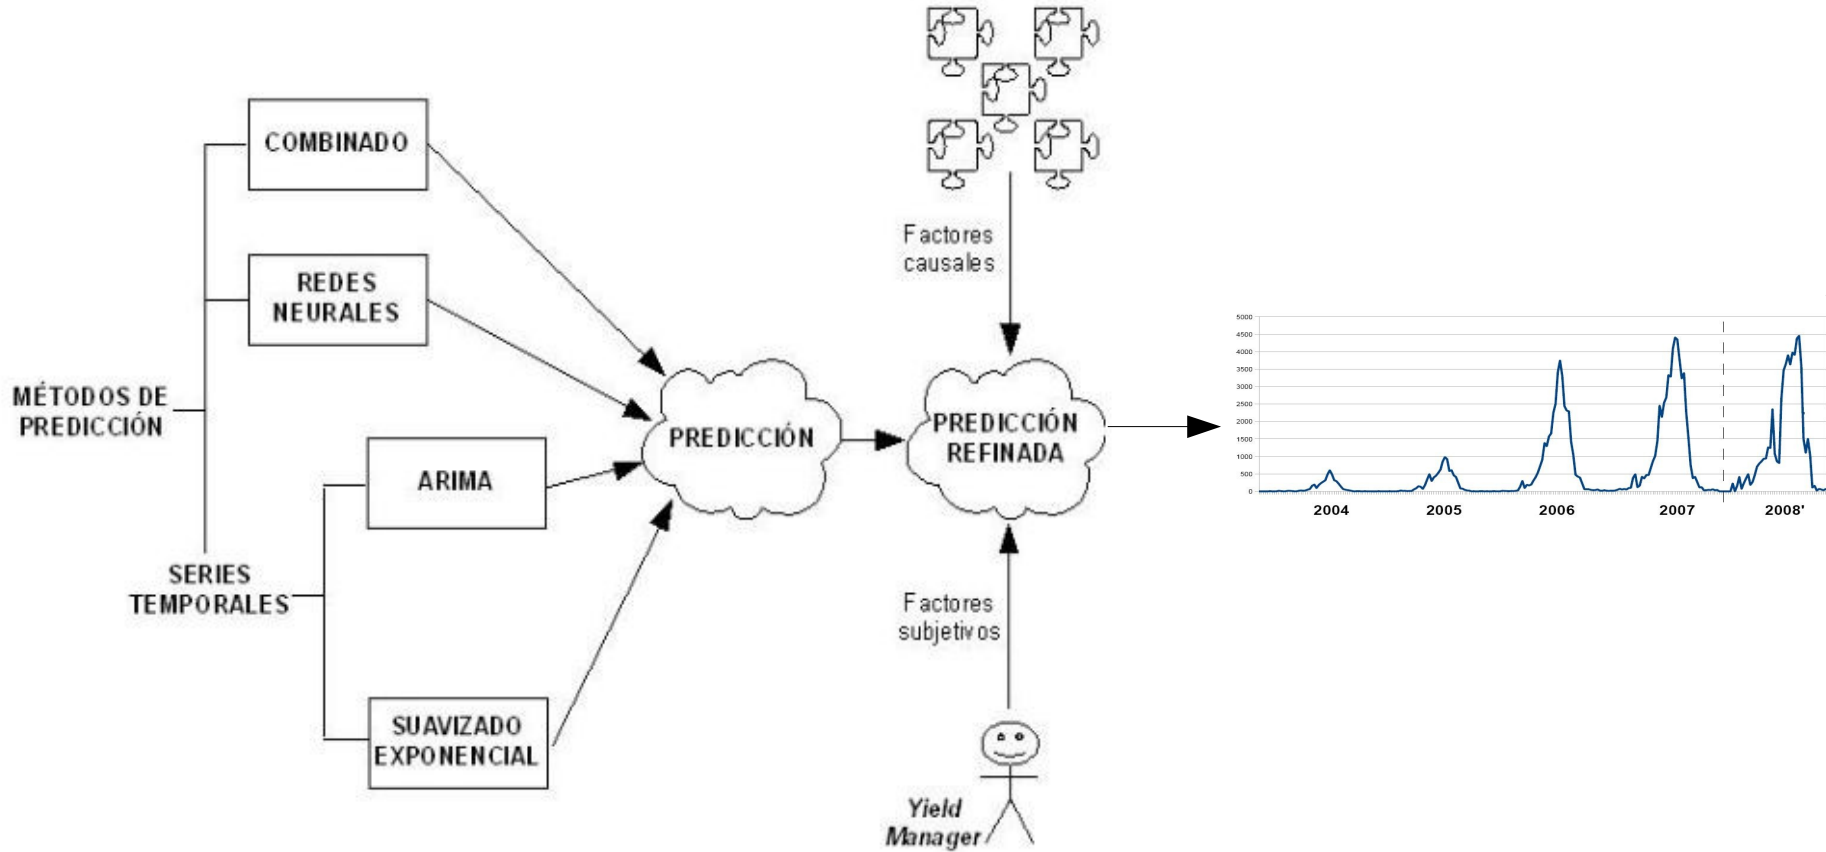 COMBINADO
REDES
NEURALES
MÉTODOS DE
PREDICCIÓN
ARIMA
SERIES
TEMPORALES
SUAVIZADO
EXPONENCIAL
PREDICCIÓN
Factores
causales
PREDICCIÓN
REFINADA
Factores
subjetivos
Yield
Manager
5000
4500
4000
3500
3000
2500
2000
1500
1000
500
0
2004 2005 2006 2007 2008'